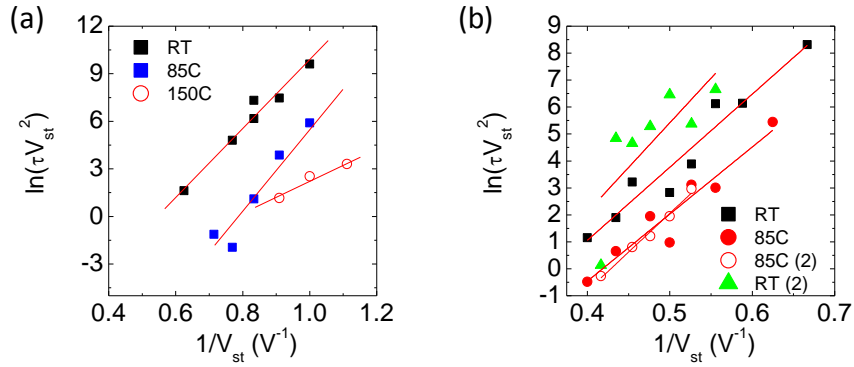 (a)
12
9
6
3
0
-3
ln(τV_st^2)
RT
85C
150C
0.4 0.6 0.8 1.0 1.2
1/V_st (V^-1)
(b)
9
8
7
6
5
4
3
2
1
0
-1
ln(τV_st^2)
RT
85C
85C (2)
RT (2)
0.4 0.5 0.6 0.7
1/V_st (V^-1)